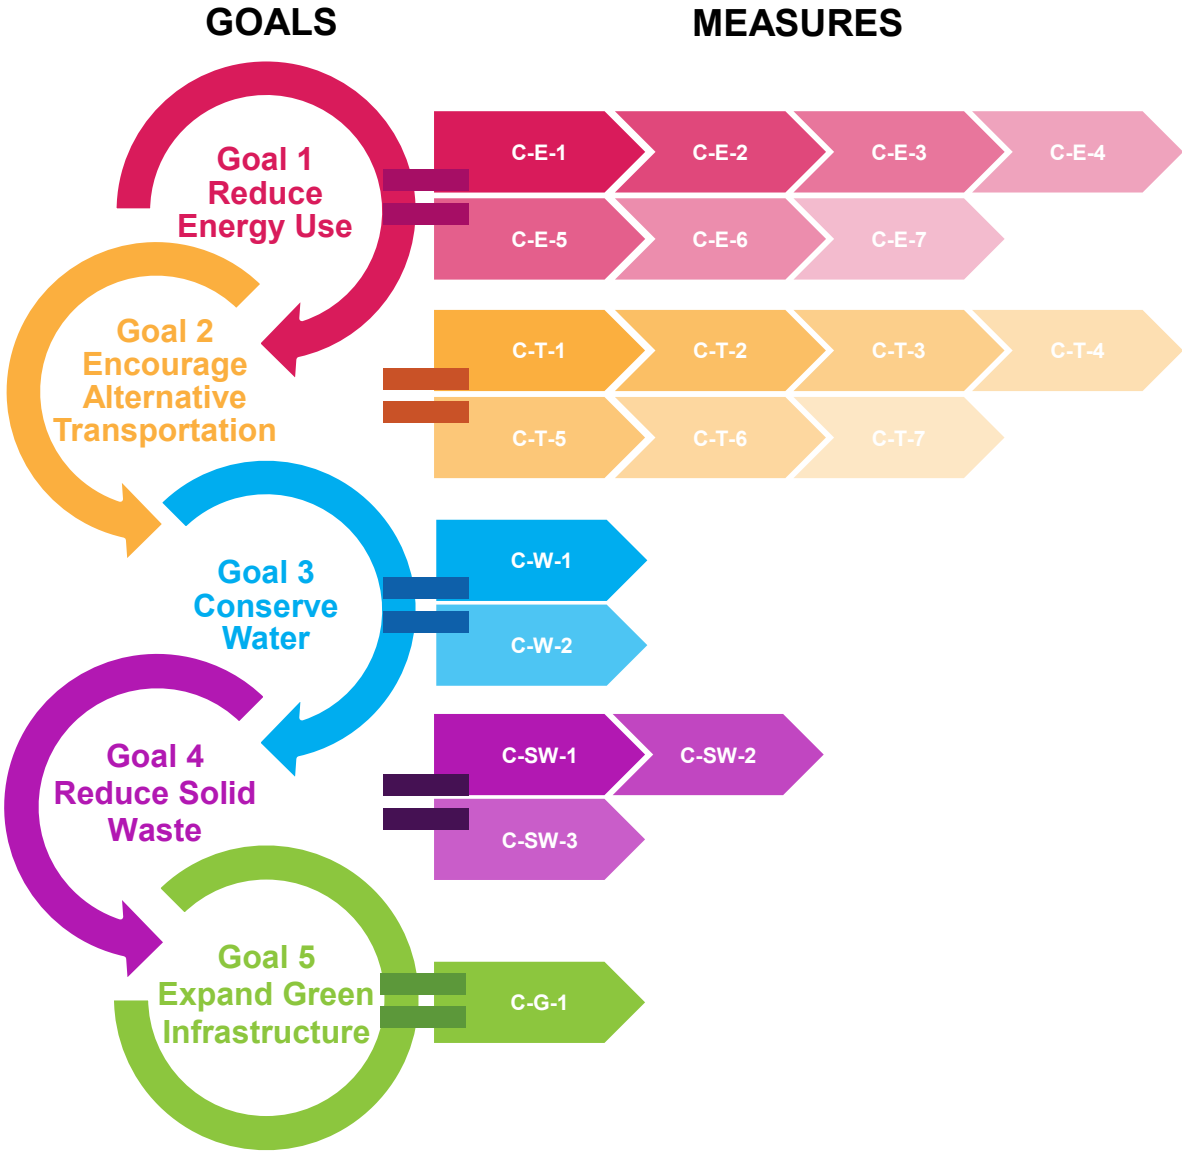 GOALS
MEASURES
Goal 1
Reduce
Energy Use
C-E-1
C-E-2
C-E-3
C-E-4
C-E-5
C-E-6
C-E-7
Goal 2
Encourage
Alternative
Transportation
C-T-1
C-T-2
C-T-3
C-T-4
C-T-5
C-T-6
C-T-7
Goal 3
Conserve
Water
C-W-1
C-W-2
Goal 4
Reduce Solid
Waste
C-SW-1
C-SW-2
C-SW-3
Goal 5
Expand Green
Infrastructure
C-G-1